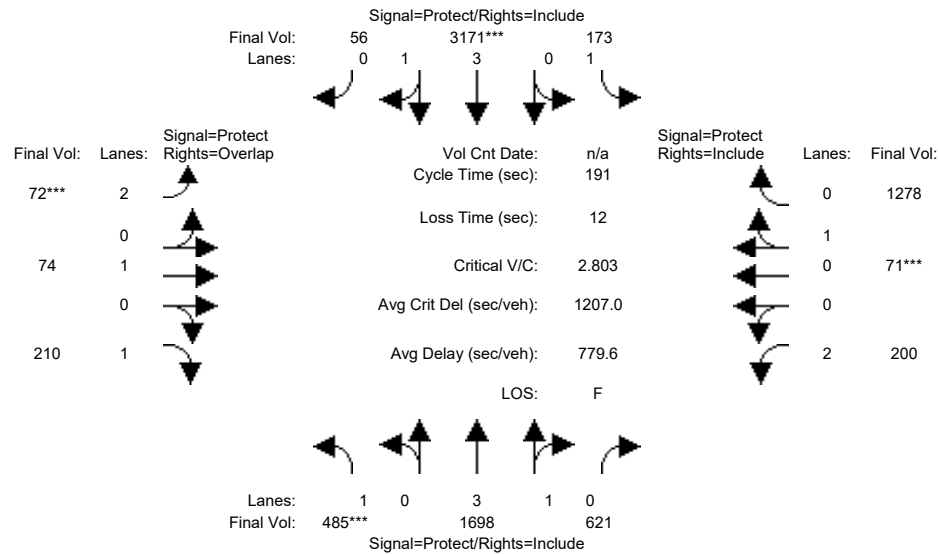 Signal=Protect/Rights=Include
Final Vol: 56 3171*** 173
Lanes: 0 1 3 0 1
Signal=Protect Signal=Protect
Final Vol: Lanes: Rights=Overlap Vol Cnt Date: n/a Rights=Include Lanes: Final Vol:
Cycle Time (sec): 191
72*** 2 0 1278
Loss Time (sec): 12
0 1
74 1 Critical V/C: 2.803 0 71***
0 Avg Crit Del (sec/veh): 1207.0 0
210 1 Avg Delay (sec/veh): 779.6 2 200
LOS: F
Lanes: 1 0 3 1 0
Final Vol: 485*** 1698 621
Signal=Protect/Rights=Include